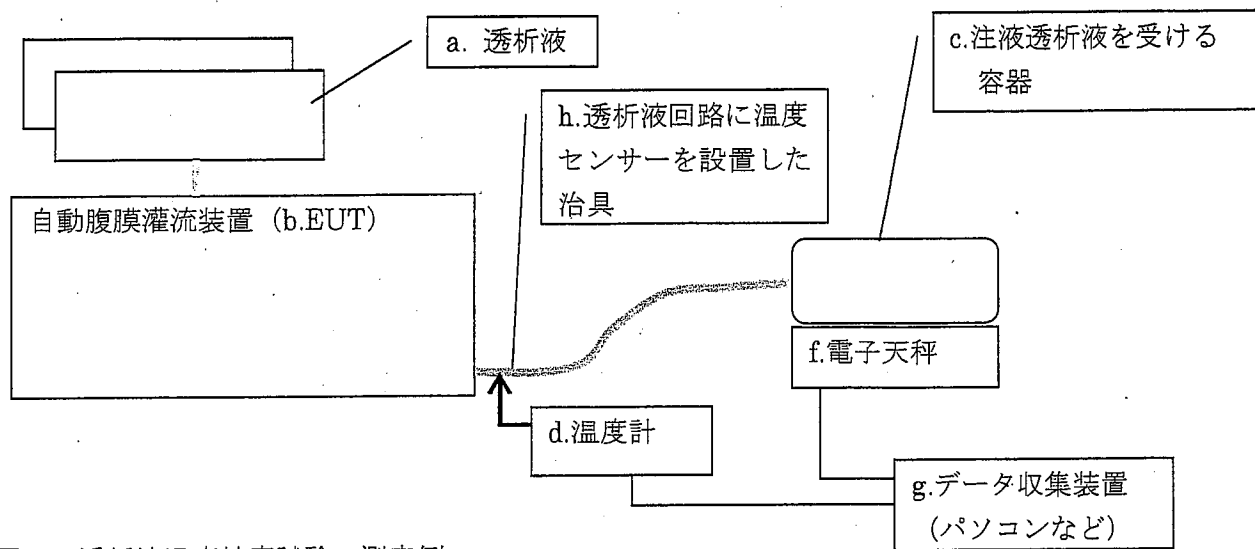 a. 透析液
c.注液透析液を受ける
容器
h.透析液回路に温度
センサーを設置した
治具
自動腹膜灌流装置（b.EUT）
f.電子天秤
d.温度計
g.データ収集装置
（パソコンなど）